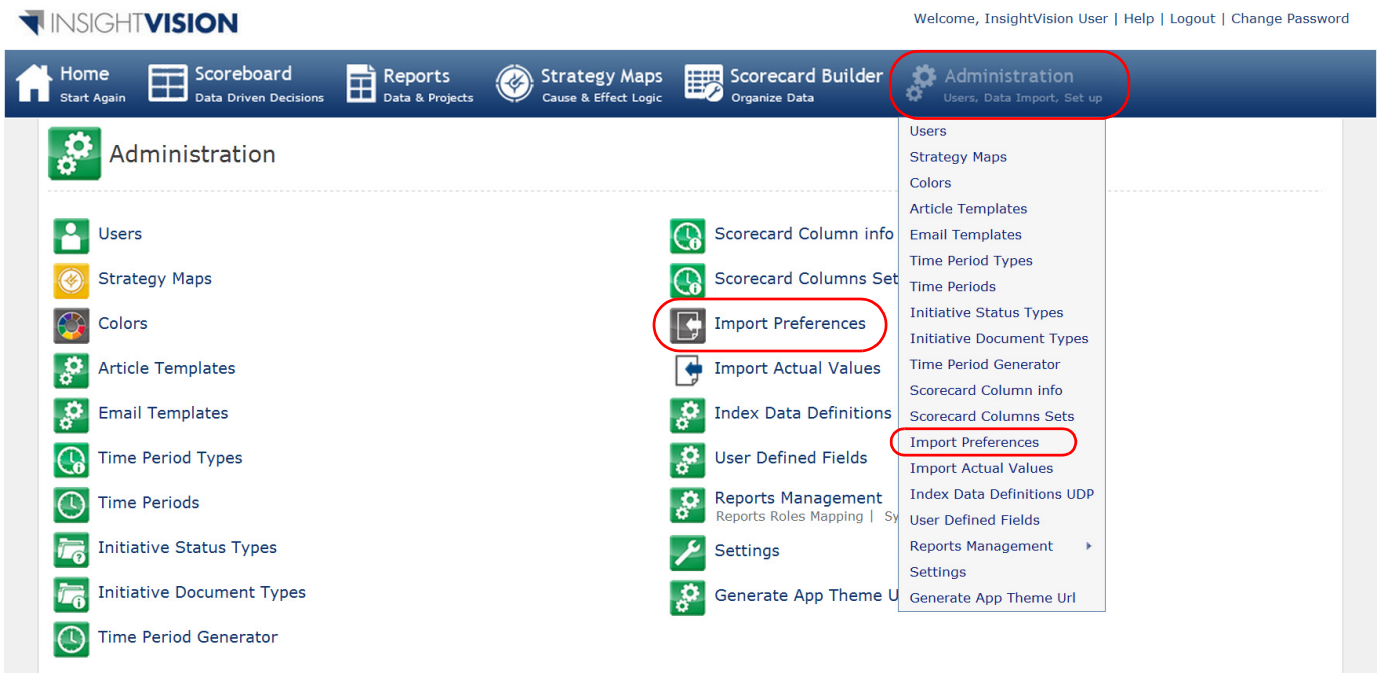 INSIGHTVISION
Welcome, InsightVision User | Help | Logout | Change Password
Home
Start Again
Scoreboard
Data Driven Decisions
Reports
Data & Projects
Strategy Maps
Cause & Effect Logic
Scorecard Builder
Organize Data
Administration
Users, Data Import, Set up
Administration
Users
Strategy Maps
Colors
Article Templates
Email Templates
Time Period Types
Time Periods
Initiative Status Types
Initiative Document Types
Time Period Generator
Scorecard Column info
Scorecard Columns Set
Import Preferences
Import Actual Values
Index Data Definitions
User Defined Fields
Reports Management
Reports Roles Mapping | Sy
Settings
Generate App Theme U
Users
Strategy Maps
Colors
Article Templates
Email Templates
Time Period Types
Time Periods
Initiative Status Types
Initiative Document Types
Time Period Generator
Scorecard Column info
Scorecard Columns Sets
Import Preferences
Import Actual Values
Index Data Definitions UDP
User Defined Fields
Reports Management
Settings
Generate App Theme Url